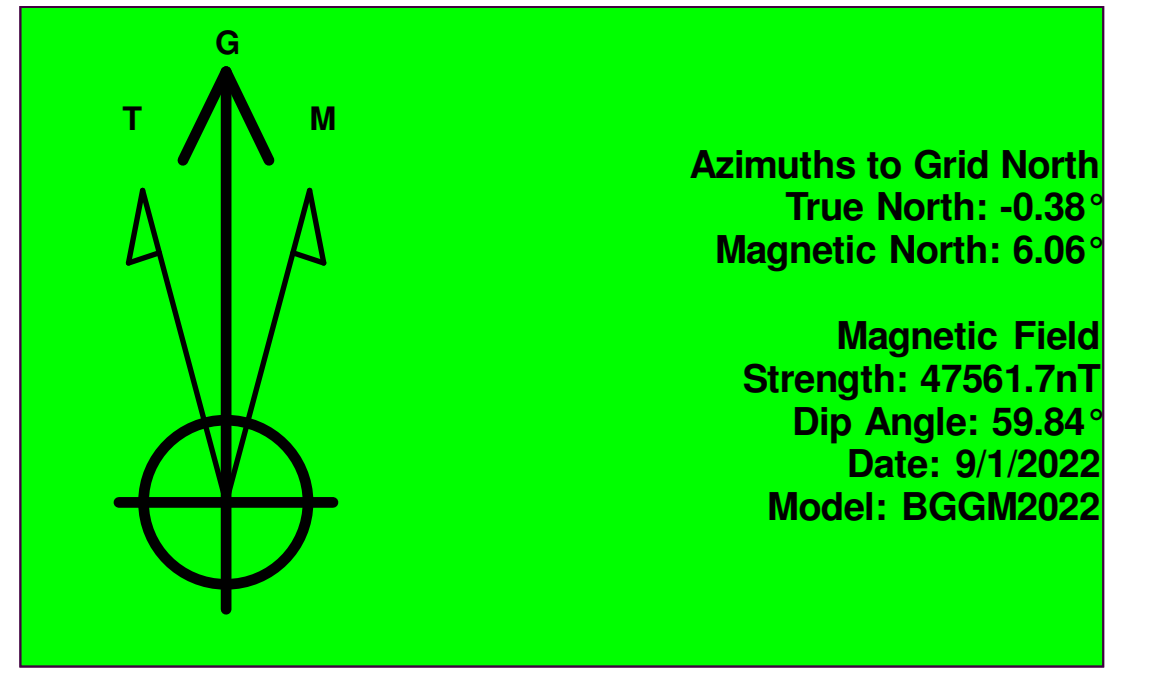 G
T
M
Azimuths to Grid North
True North: -0.38°
Magnetic North: 6.06°
Magnetic Field
Strength: 47561.7nT
Dip Angle: 59.84°
Date: 9/1/2022
Model: BGGM2022